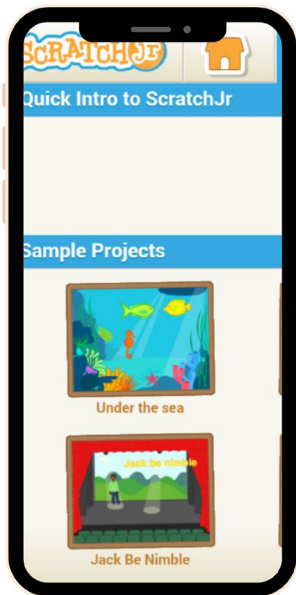 SCRATCHJr
Quick Intro to ScratchJr
Sample Projects
Under the sea
Jack be nimble
Jack Be Nimble